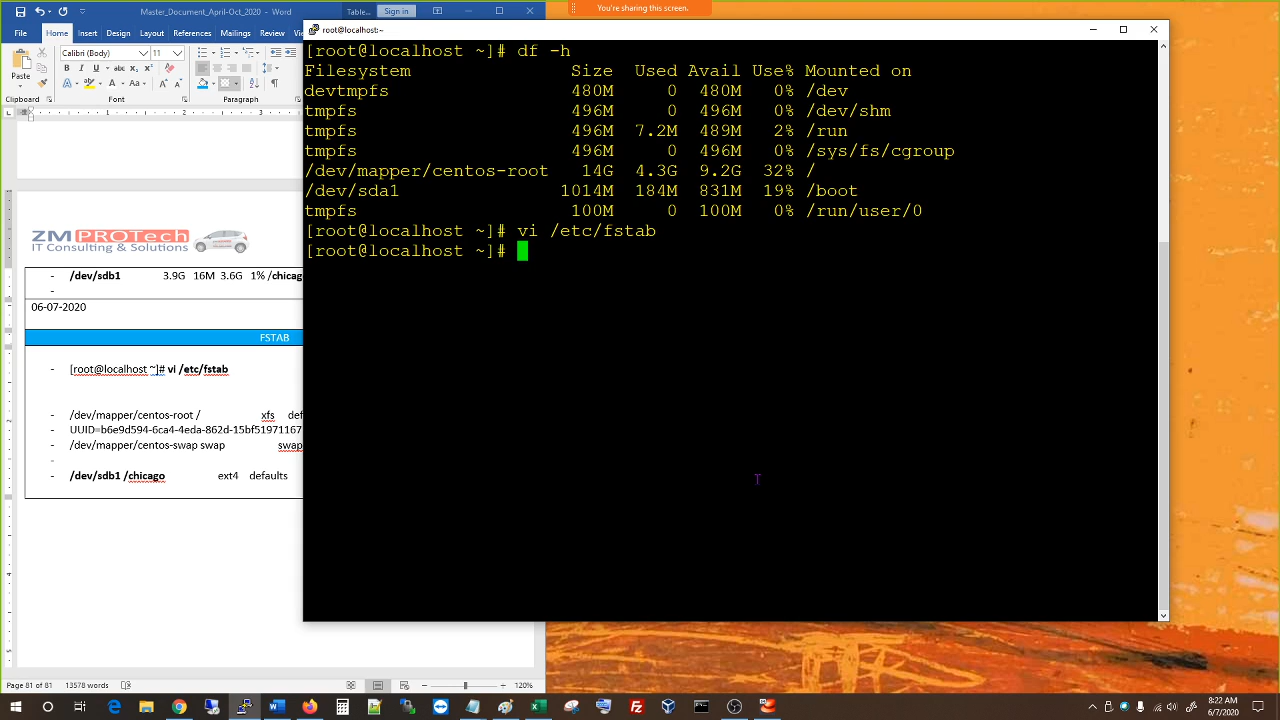 Master_Document_April-Oct_2020 - Word
Table...
Sign in
You're sharing this screen.
File
Home
Insert
Design
Layout
References
Mailings
Review
Calibri (Body)
11
Paste
Clipboard
Font
Paragraph
root@localhost:~
[root@localhost ~]# df -h
Filesystem Size Used Avail Use% Mounted on
devtmpfs 480M 0 480M 0% /dev
tmpfs 496M 0 496M 0% /dev/shm
tmpfs 496M 7.2M 489M 2% /run
tmpfs 496M 0 496M 0% /sys/fs/cgroup
/dev/mapper/centos-root 14G 4.3G 9.2G 32% /
/dev/sda1 1014M 184M 831M 19% /boot
tmpfs 100M 0 100M 0% /run/user/0
[root@localhost ~]# vi /etc/fstab
[root@localhost ~]#
ZMPROTech
IT Consulting & Solutions
- /dev/sdb1 3.9G 16M 3.6G 1% /chicag
-
06-07-2020
FSTAB
- [root@localhost ~]# vi /etc/fstab
- /dev/mapper/centos-root / xfs def
- UUID=b6e9d594-6ca4-4eda-862d-15bf51971167
- /dev/mapper/centos-swap swap swap
-
- /dev/sdb1 /chicago ext4 defaults
Page 81 of 81
13578 words
120%
8:22 AM
6/7/2020